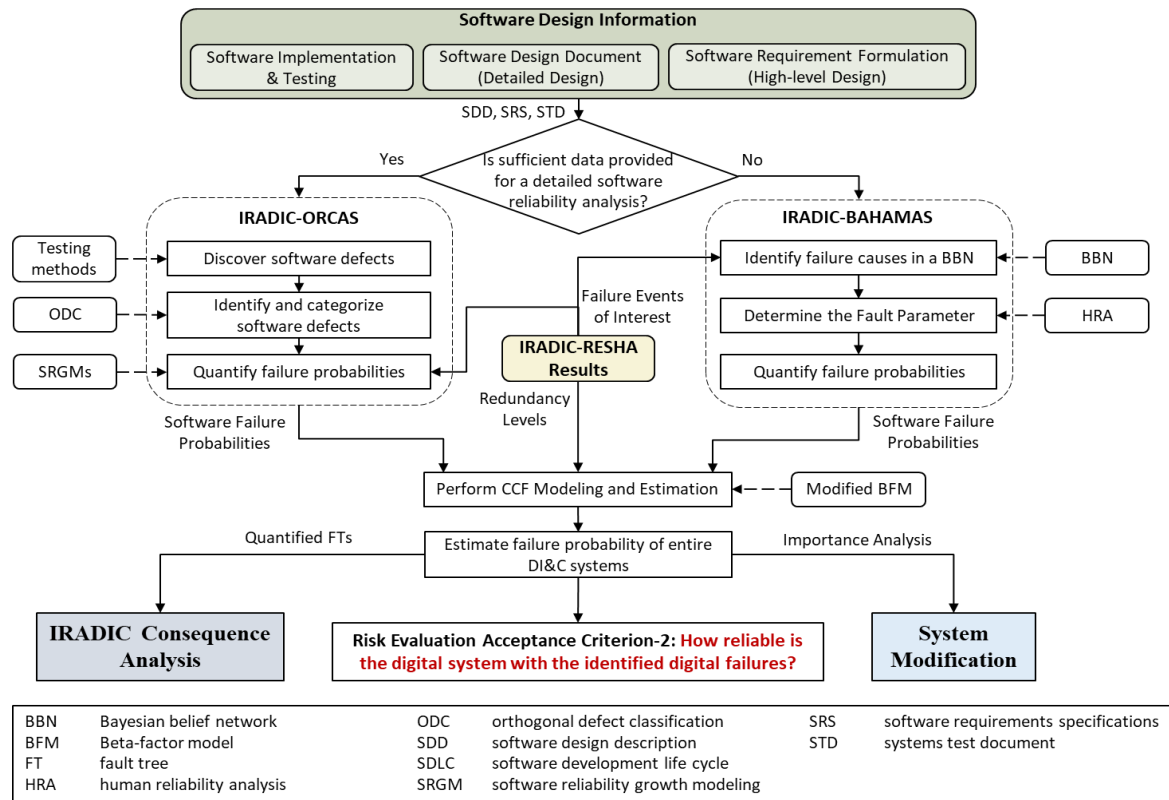 Software Design Information
Software Implementation
& Testing
Software Design Document
(Detailed Design)
Software Requirement Formulation
(High-level Design)
SDD, SRS, STD
Yes
Is sufficient data provided
for a detailed software
reliability analysis?
No
IRADIC-ORCAS
IRADIC-BAHAMAS
Testing
methods
Discover software defects
Identify failure causes in a BBN
BBN
ODC
Identify and categorize
software defects
Failure Events
of Interest
Determine the Fault Parameter
HRA
SRGMs
Quantify failure probabilities
IRADIC-RESHA
Results
Quantify failure probabilities
Redundancy
Levels
Software Failure
Probabilities
Software Failure
Probabilities
Perform CCF Modeling and Estimation
Modified BFM
Quantified FTs
Estimate failure probability of entire
DI&C systems
Importance Analysis
IRADIC Consequence
Analysis
Risk Evaluation Acceptance Criterion-2: How reliable is
the digital system with the identified digital failures?
System
Modification
BBN Bayesian belief network
BFM Beta-factor model
FT fault tree
HRA human reliability analysis
ODC orthogonal defect classification
SDD software design description
SDLC software development life cycle
SRGM software reliability growth modeling
SRS software requirements specifications
STD systems test document